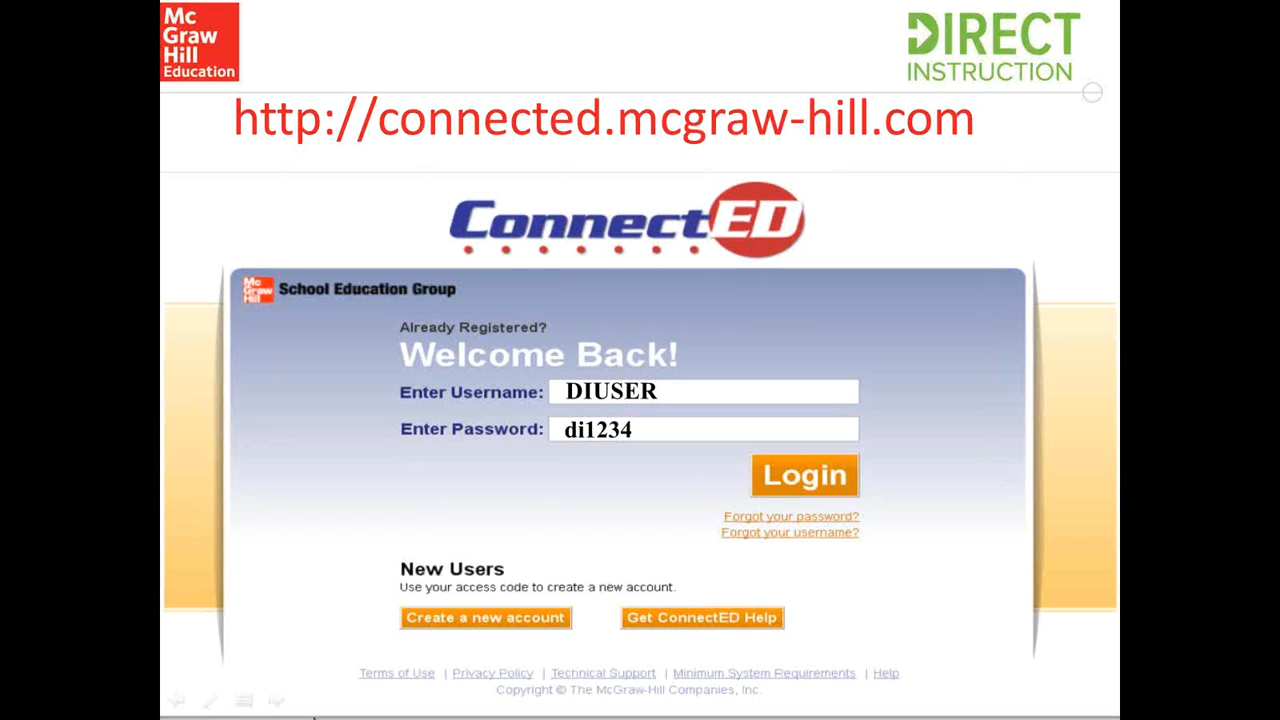 Mc
Graw
Hill
Education
DIRECT
INSTRUCTION
http://connected.mcgraw-hill.com
ConnectED
Mc
Graw
Hill
School Education Group
Already Registered?
Welcome Back!
Enter Username: DIUSER
Enter Password: di1234
Login
Forgot your password?
Forgot your username?
New Users
Use your access code to create a new account.
Create a new account Get ConnectED Help
Terms of Use | Privacy Policy | Technical Support | Minimum System Requirements | Help
Copyright © The McGraw-Hill Companies, Inc.